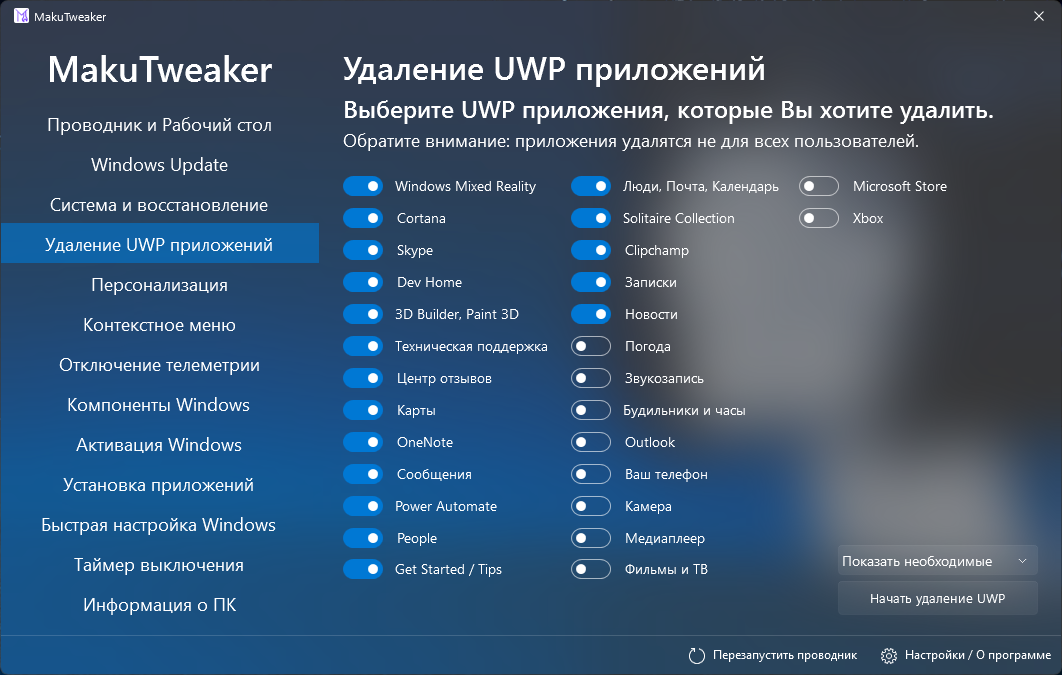 MakuTweaker
MakuTweaker
Проводник и Рабочий стол
Windows Update
Система и восстановление
Удаление UWP приложений
Персонализация
Контекстное меню
Отключение телеметрии
Компоненты Windows
Активация Windows
Установка приложений
Быстрая настройка Windows
Таймер выключения
Информация о ПК
Удаление UWP приложений
Выберите UWP приложения, которые Вы хотите удалить.
Обратите внимание: приложения удалятся не для всех пользователей.
Windows Mixed Reality
Cortana
Skype
Dev Home
3D Builder, Paint 3D
Техническая поддержка
Центр отзывов
Карты
OneNote
Сообщения
Power Automate
People
Get Started / Tips
Люди, Почта, Календарь
Solitaire Collection
Clipchamp
Записки
Новости
Погода
Звукозапись
Будильники и часы
Outlook
Ваш телефон
Камера
Медиаплеер
Фильмы и ТВ
Microsoft Store
Xbox
Показать необходимые
Начать удаление UWP
Перезапустить проводник
Настройки / О программе